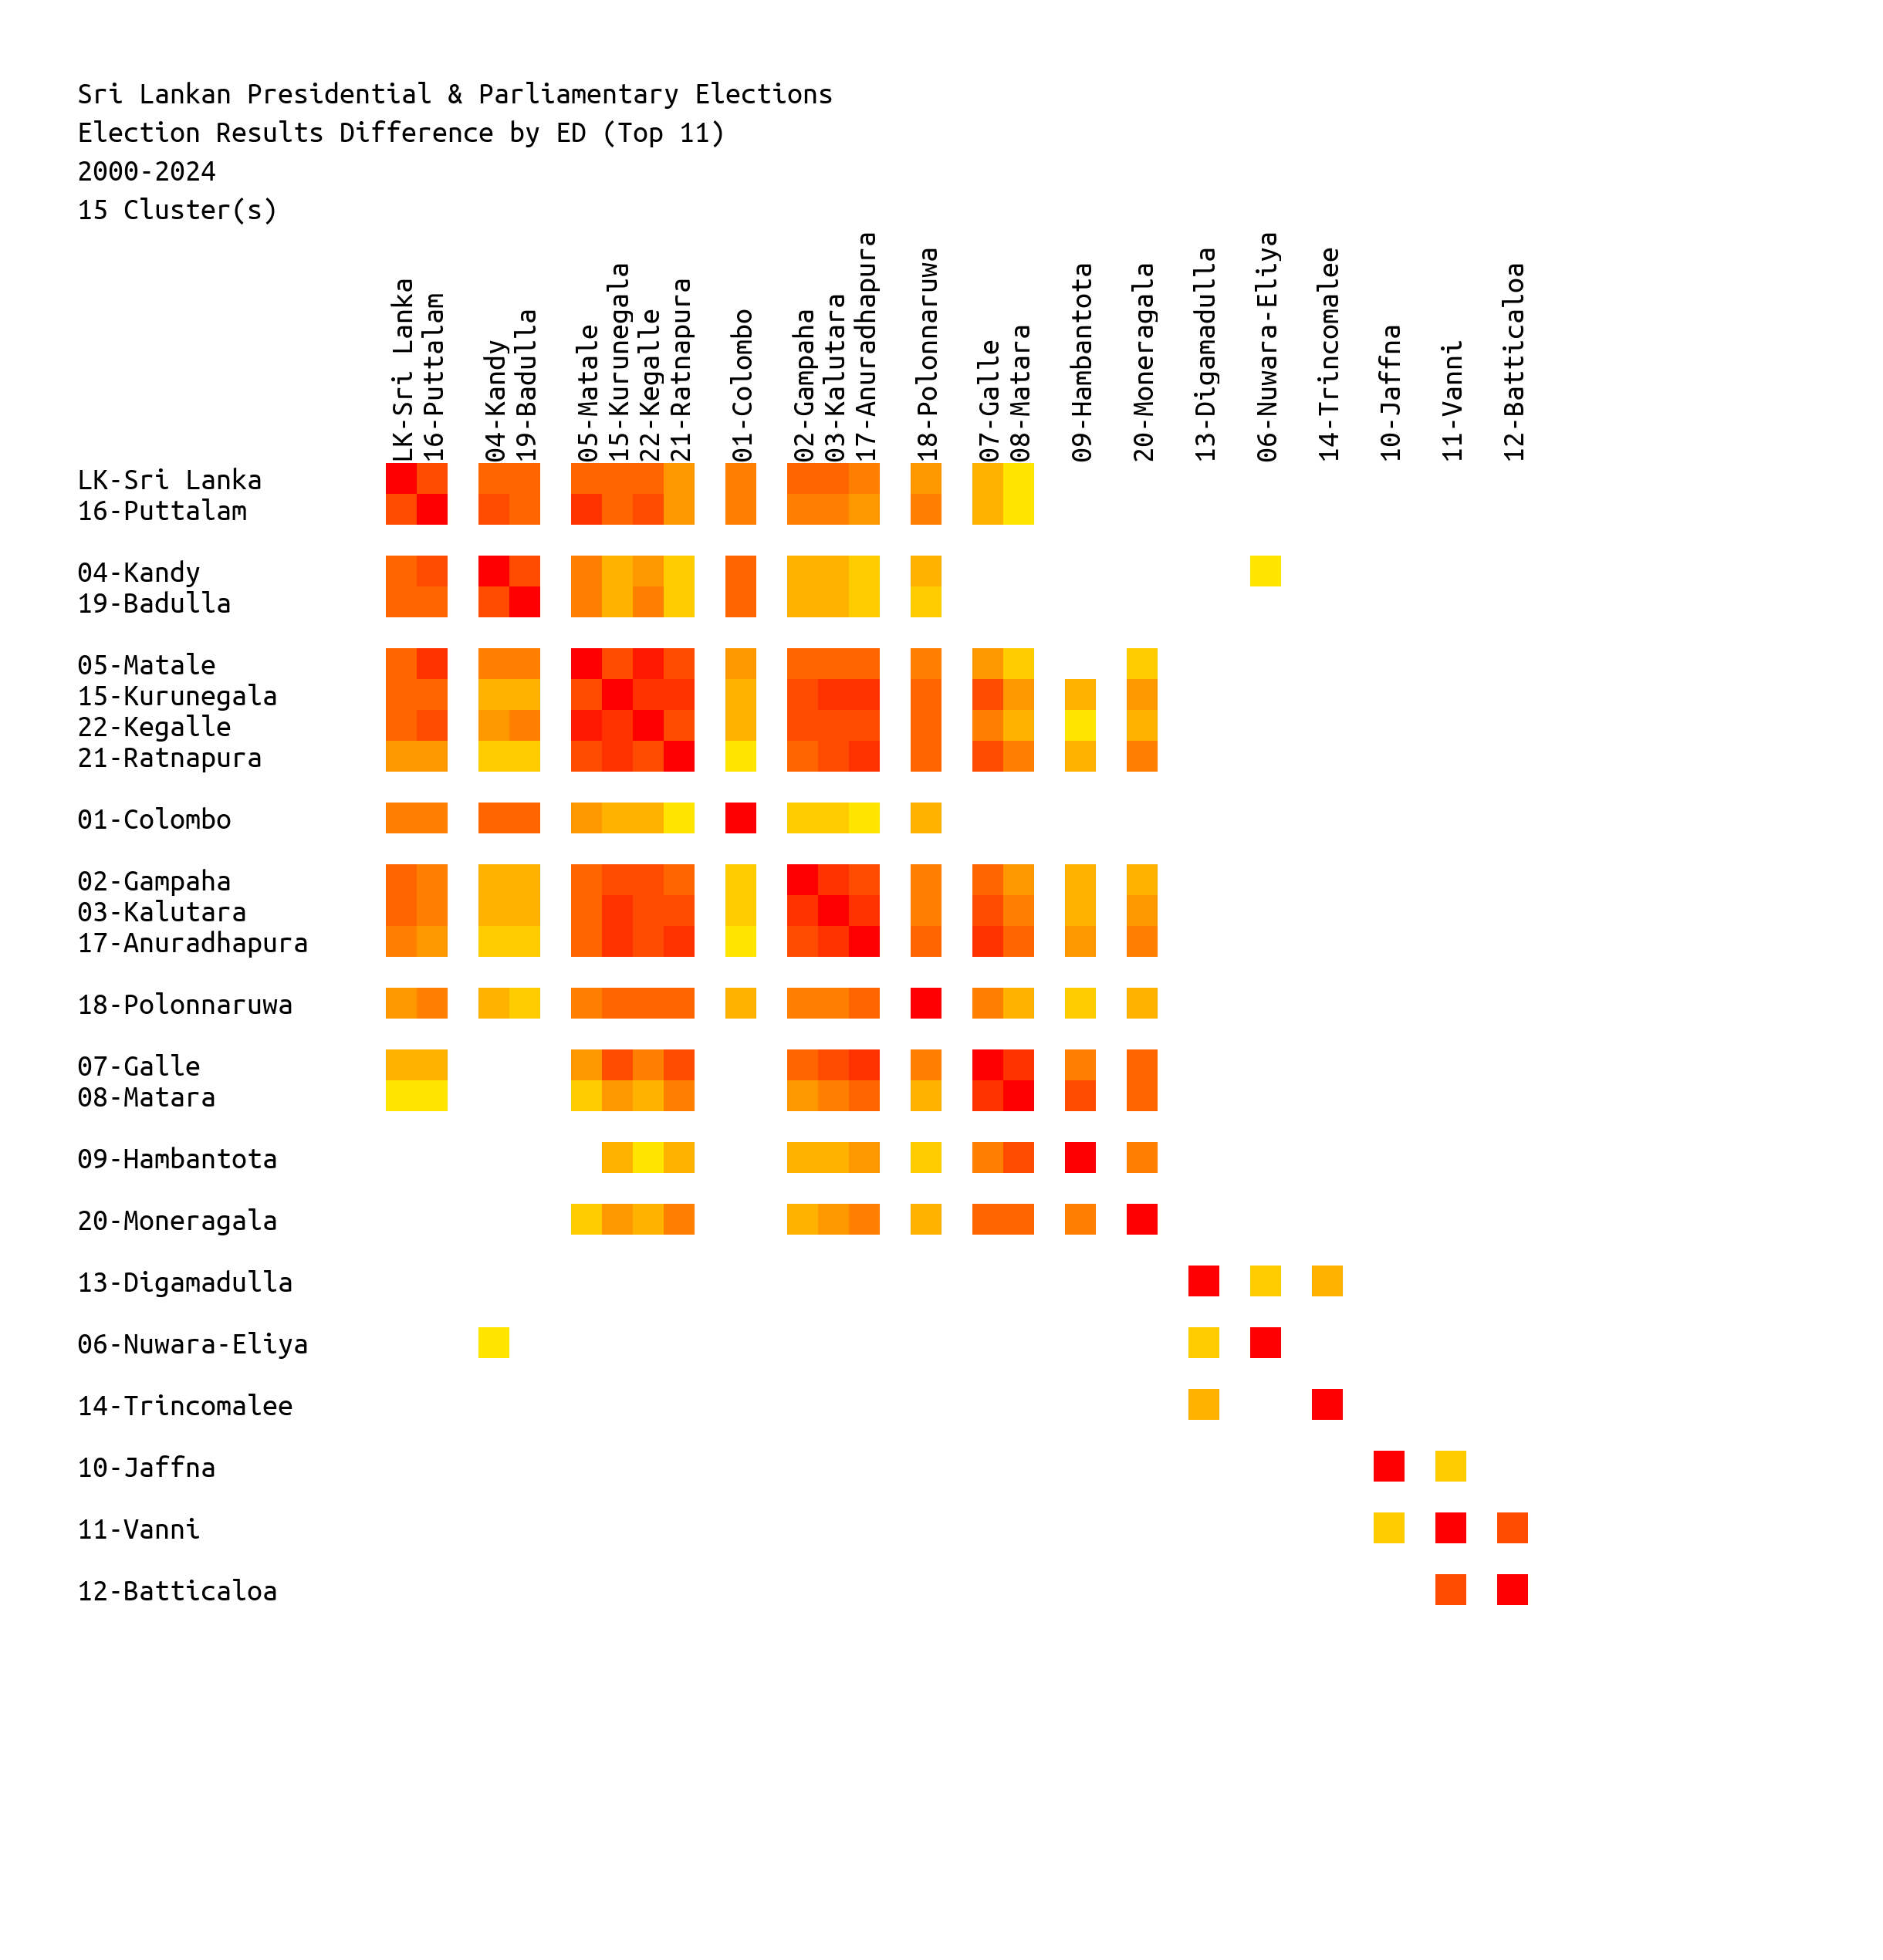 Sri Lankan Presidential & Parliamentary Elections
Election Results Difference by ED (Top 11)
2000-2024
15 Cluster(s)
LK-Sri Lanka
16-Puttalam
04-Kandy
19-Badulla
05-Matale
15-Kurunegala
22-Kegalle
21-Ratnapura
01-Colombo
02-Gampaha
03-Kalutara
17-Anuradhapura
18-Polonnaruwa
07-Galle
08-Matara
09-Hambantota
20-Moneragala
13-Digamadulla
06-Nuwara-Eliya
14-Trincomalee
10-Jaffna
11-Vanni
12-Batticaloa
LK-Sri Lanka
16-Puttalam
04-Kandy
19-Badulla
05-Matale
15-Kurunegala
22-Kegalle
21-Ratnapura
01-Colombo
02-Gampaha
03-Kalutara
17-Anuradhapura
18-Polonnaruwa
07-Galle
08-Matara
09-Hambantota
20-Moneragala
13-Digamadulla
06-Nuwara-Eliya
14-Trincomalee
10-Jaffna
11-Vanni
12-Batticaloa